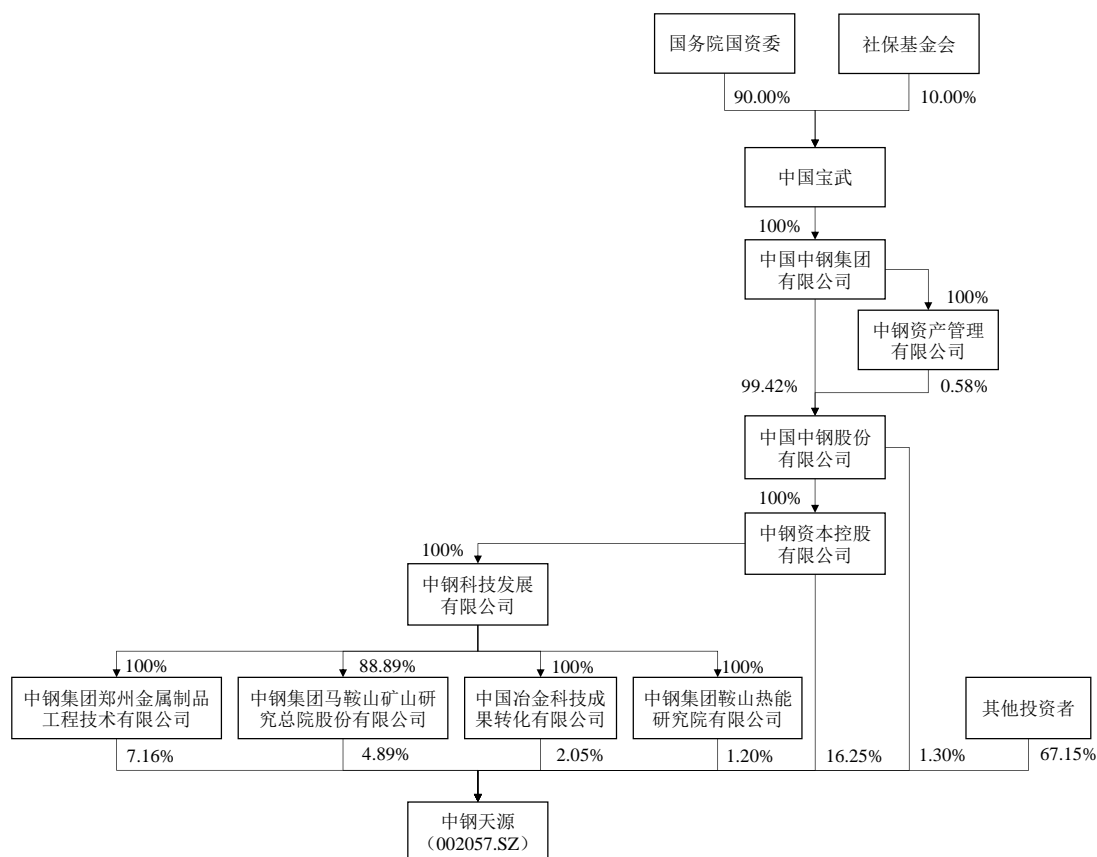 国务院国资委
社保基金会
90.00%
10.00%
中国宝武
100%
中国中钢集团
有限公司
100%
中钢资产管理
有限公司
99.42%
0.58%
中国中钢股份
有限公司
100%
中钢资本控股
有限公司
100%
中钢科技发展
有限公司
100%
88.89%
100%
100%
中钢集团郑州金属制品
工程技术有限公司
中钢集团马鞍山矿山研
究总院股份有限公司
中国冶金科技成
果转化有限公司
中钢集团鞍山热能
研究院有限公司
其他投资者
7.16%
4.89%
2.05%
1.20%
16.25%
1.30%
67.15%
中钢天源
（002057.SZ）